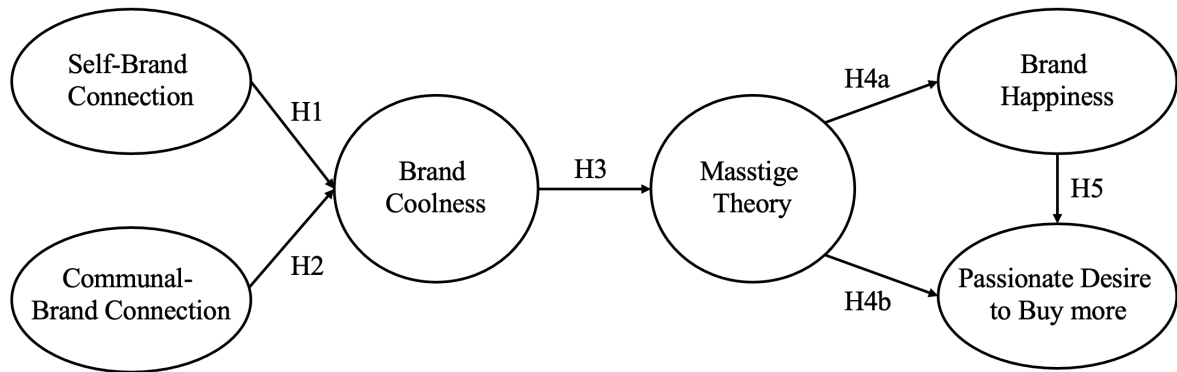 Self-Brand
Connection
H1
Communal-
Brand Connection
H2
Brand
Coolness
H3
Masstige
Theory
H4a
Brand
Happiness
H5
H4b
Passionate Desire
to Buy more